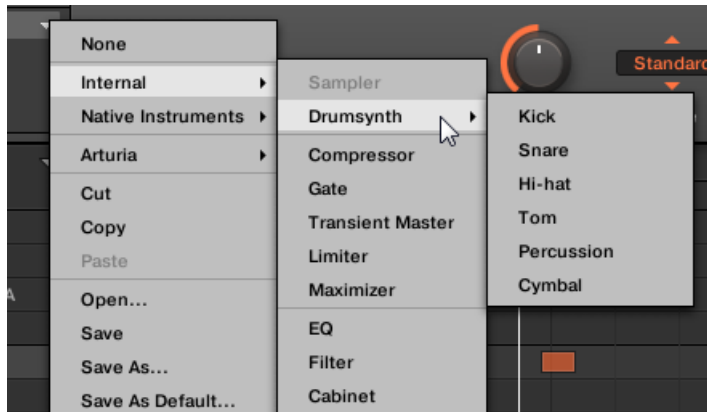 None
Internal
Native Instruments
Arturia
Cut
Copy
Paste
Open...
Save
Save As...
Save As Default...
Sampler
Drumsynth
Compressor
Gate
Transient Master
Limiter
Maximizer
EQ
Filter
Cabinet
Kick
Snare
Hi-hat
Tom
Percussion
Cymbal